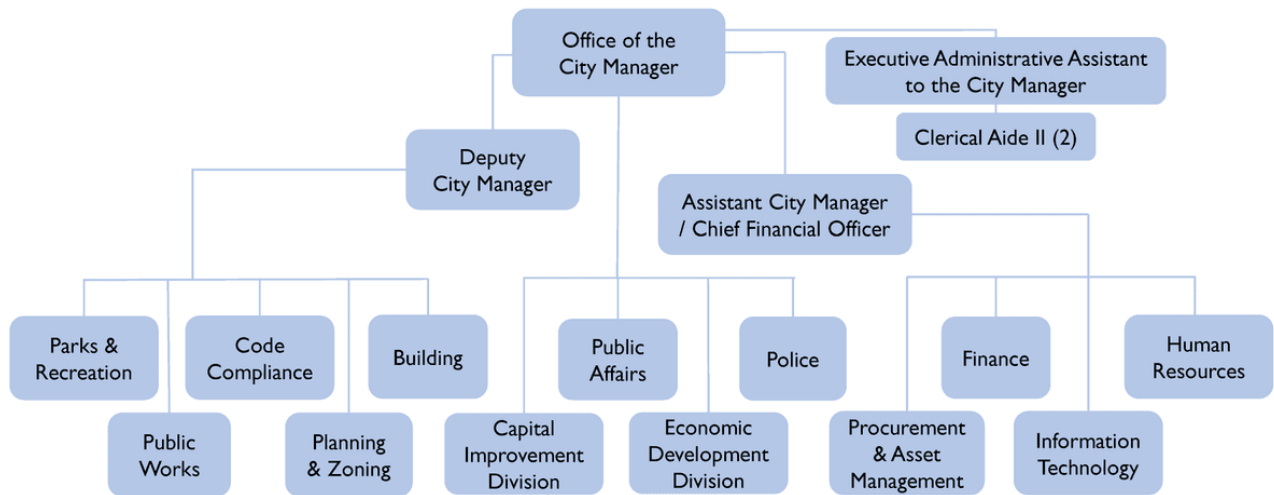 Office of the
City Manager
Executive Administrative Assistant
to the City Manager
Clerical Aide II (2)
Deputy
City Manager
Assistant City Manager
/ Chief Financial Officer
Parks &
Recreation
Code
Compliance
Building
Public
Affairs
Police
Finance
Human
Resources
Public
Works
Planning
& Zoning
Capital
Improvement
Division
Economic
Development
Division
Procurement
& Asset
Management
Information
Technology